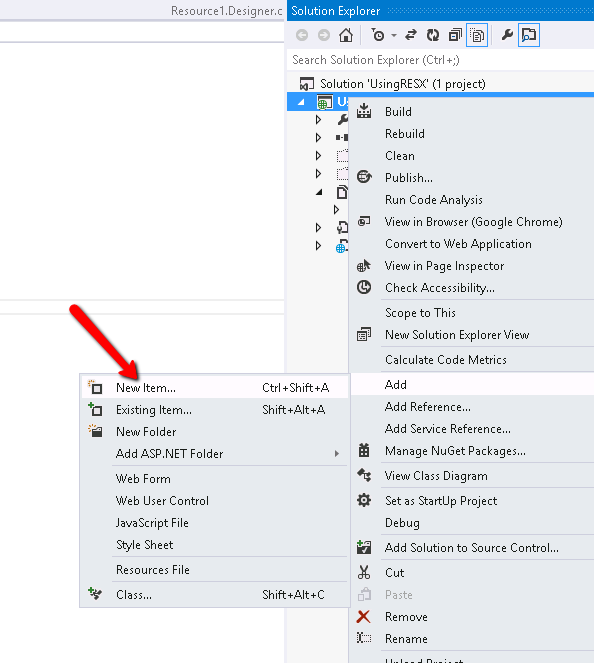 Resource1.Designer.c
Solution Explorer
Search Solution Explorer (Ctrl+;)
Solution 'UsingRESX' (1 project)
Build
Rebuild
Clean
Publish...
Run Code Analysis
View in Browser (Google Chrome)
Convert to Web Application
View in Page Inspector
Check Accessibility...
Scope to This
New Solution Explorer View
Calculate Code Metrics
Add
Add Reference...
Add Service Reference...
Manage NuGet Packages...
View Class Diagram
Set as StartUp Project
Debug
Add Solution to Source Control...
Cut
Paste
Remove
Rename
Unload Project
New Item... Ctrl+Shift+A
Existing Item... Shift+Alt+A
New Folder
Add ASP.NET Folder
Web Form
Web User Control
JavaScript File
Style Sheet
Resources File
Class... Shift+Alt+C